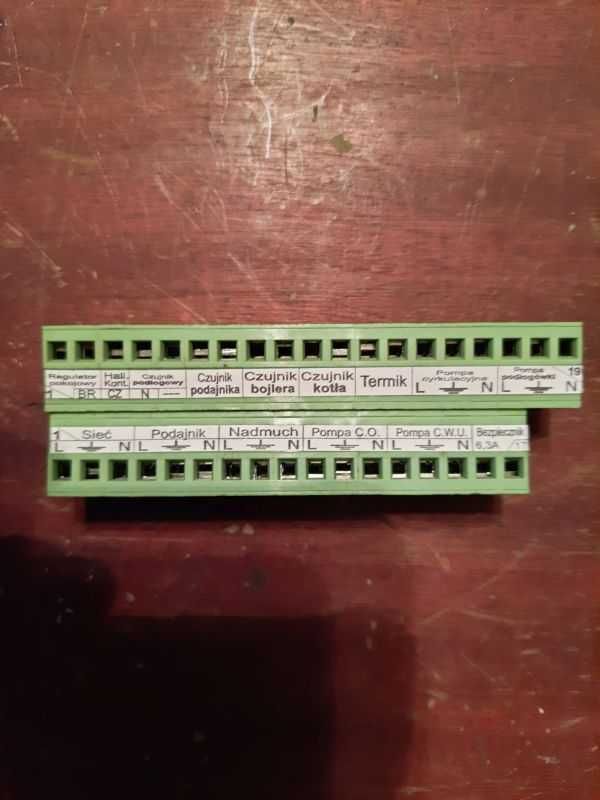 Regulator pokojowy
Hall. Kont.
Czujnik podłogowy
Czujnik podajnika
Czujnik bojlera
Czujnik kotła
Termik
Pompa cyrkulacyjna
Pompa podłogówki
19
1 BR CZ N L N L N
1 Sieć Podajnik Nadmuch Pompa C.O. Pompa C.W.U. Bezpiecznik
L N L N L N L N L N 6,3A /17